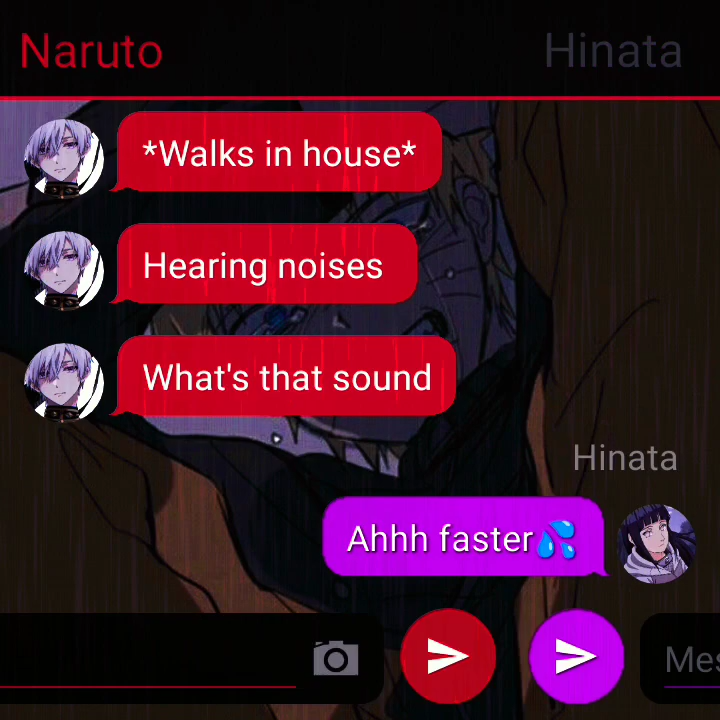 Naruto
Hinata
*Walks in house*
Hearing noises
What's that sound
Hinata
Ahhh faster💦
Mes